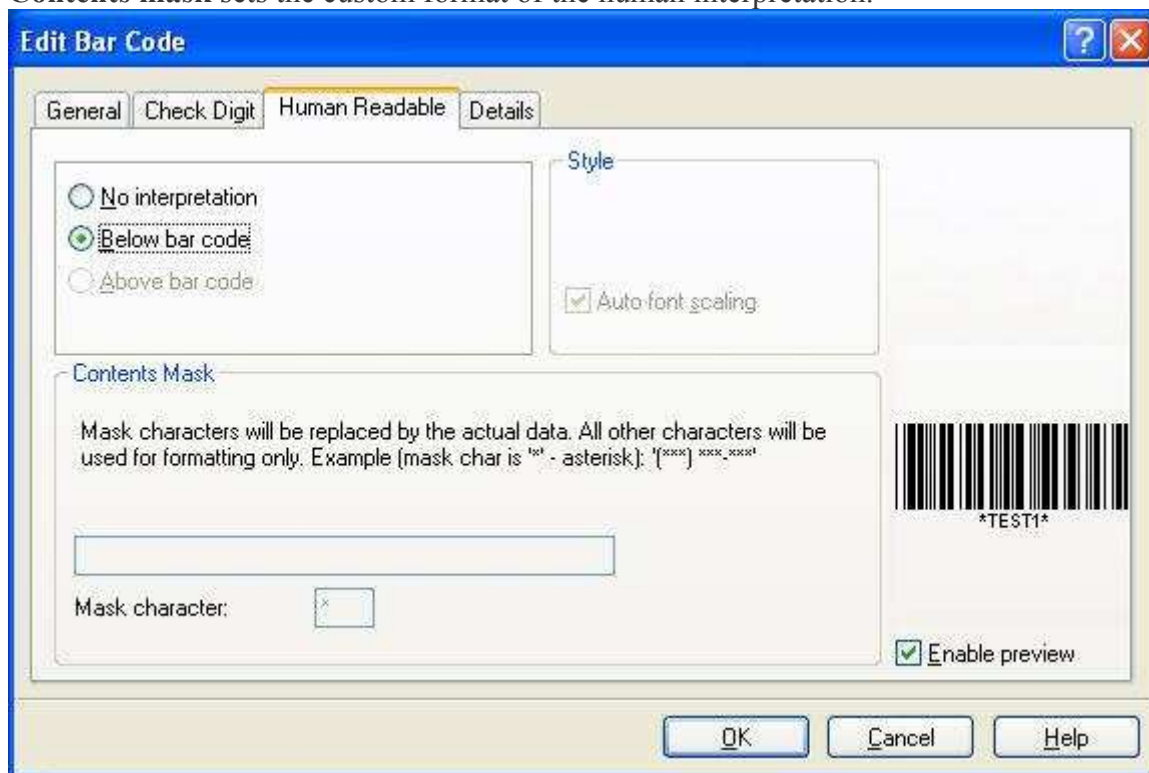 Contents mask sets the custom format of the human interpretation.
Edit Bar Code
General Check Digit Human Readable Details
No interpretation
Below bar code
Above bar code
Style
Auto font scaling
Contents Mask
Mask characters will be replaced by the actual data. All other characters will be
used for formatting only. Example (mask char is '*' - asterisk): '(***) ***-***'
Mask character:
*
*TEST1*
Enable preview
OK Cancel Help